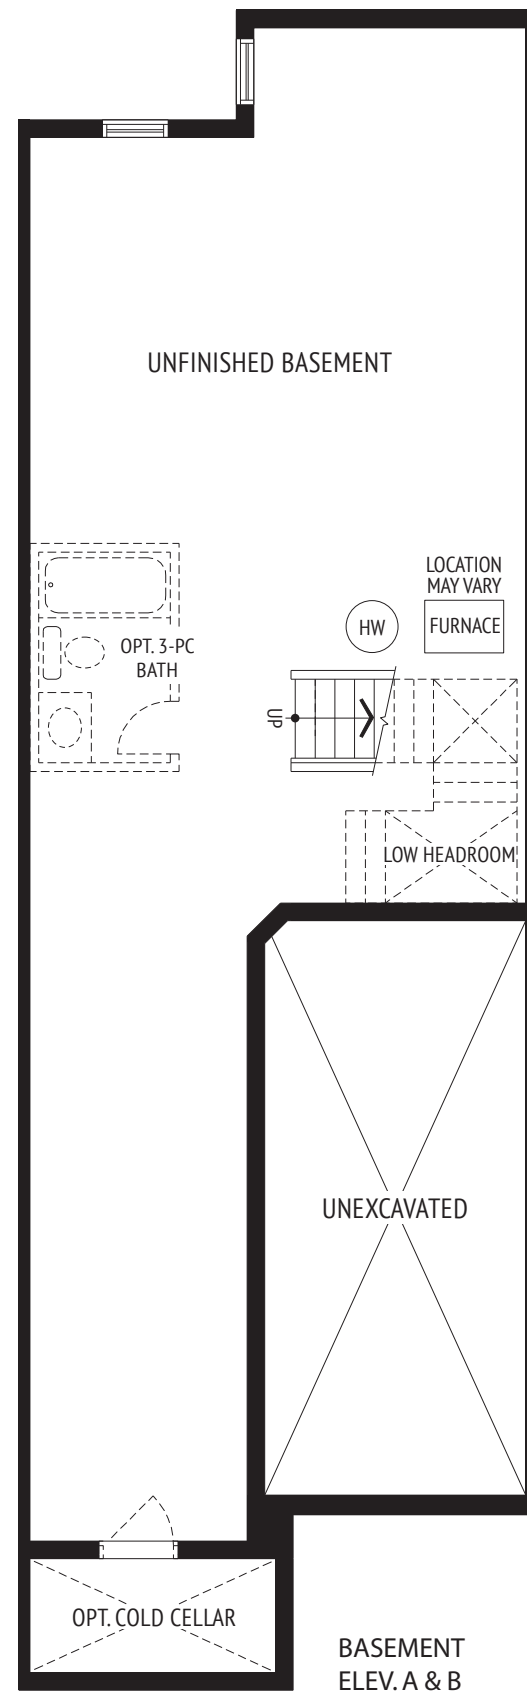 UNFINISHED BASEMENT
LOCATION
MAY VARY
HW
FURNACE
OPT. 3-PC
BATH
UP
LOW HEADROOM
UNEXCAVATED
OPT. COLD CELLAR
BASEMENT
ELEV. A & B